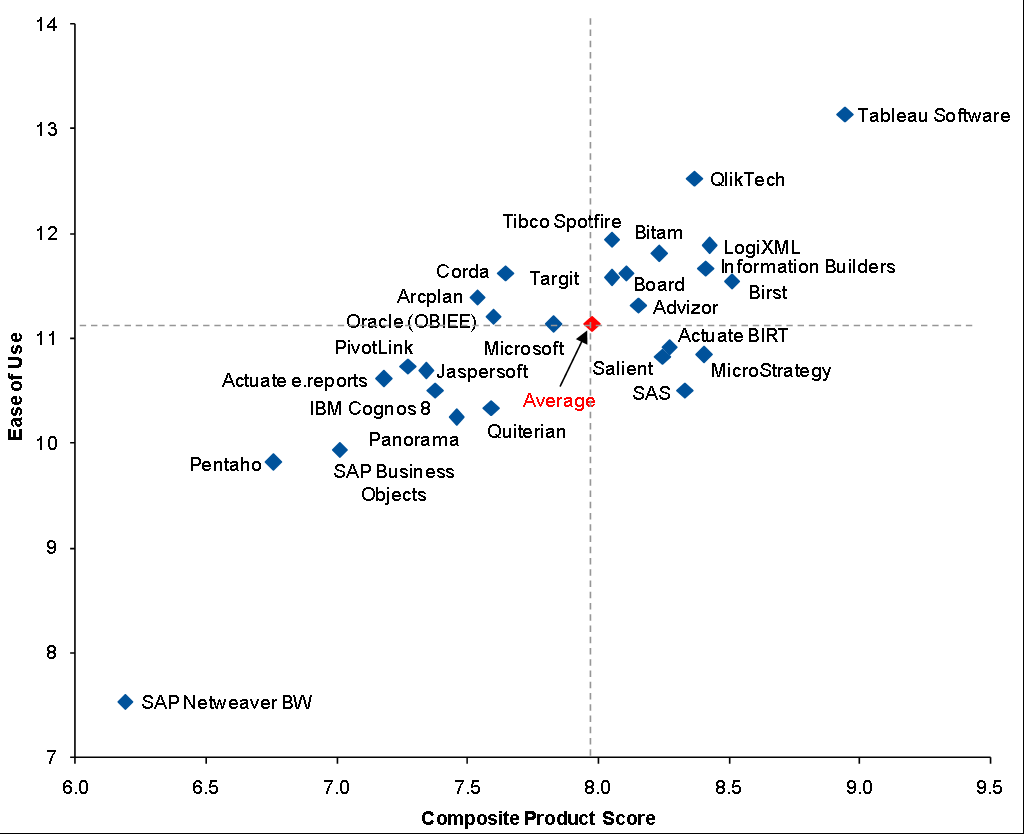 14
13
Tableau Software
QlikTech
12
Tibco Spotfire
Bitam
LogiXML
Information Builders
Corda
Targit
Board
Birst
Arcplan
Advizor
Oracle (OBIEE)
11
Actuate BIRT
PivotLink
Microsoft
Salient
MicroStrategy
Actuate e.reports
Jaspersoft
SAS
IBM Cognos 8
Average
Panorama
Quiterian
10
Pentaho
SAP Business
Objects
9
8
SAP Netweaver BW
7
Ease of Use
6.0
6.5
7.0
7.5
8.0
8.5
9.0
9.5
Composite Product Score